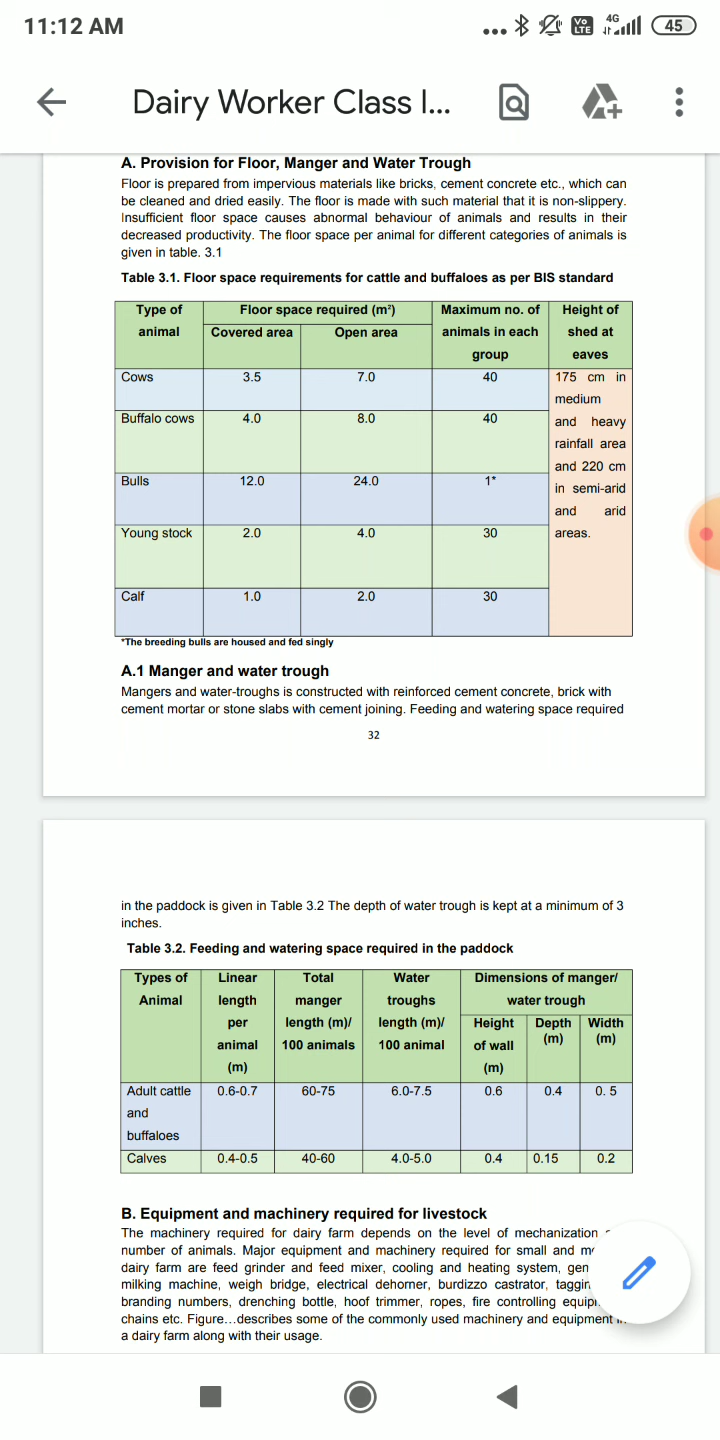 11:12 AM
Vo
LTE
4G
45
Dairy Worker Class I...
A. Provision for Floor, Manger and Water Trough
Floor is prepared from impervious materials like bricks, cement concrete etc., which can
be cleaned and dried easily. The floor is made with such material that it is non-slippery.
Insufficient floor space causes abnormal behaviour of animals and results in their
decreased productivity. The floor space per animal for different categories of animals is
given in table. 3.1
Table 3.1. Floor space requirements for cattle and buffaloes as per BIS standard
Type of animal
Floor space required (m²)
Maximum no. of animals in each group
Height of shed at eaves
Covered area
Open area
Cows 3.5 7.0 40
Buffalo cows 4.0 8.0 40
Bulls 12.0 24.0 1*
Young stock 2.0 4.0 30
Calf 1.0 2.0 30
175 cm in
medium
and heavy
rainfall area
and 220 cm
in semi-arid
and arid
areas.
*The breeding bulls are housed and fed singly
A.1 Manger and water trough
Mangers and water-troughs is constructed with reinforced cement concrete, brick with
cement mortar or stone slabs with cement joining. Feeding and watering space required
32
in the paddock is given in Table 3.2 The depth of water trough is kept at a minimum of 3
inches.
Table 3.2. Feeding and watering space required in the paddock
Types of Animal
Linear length per animal (m)
Total manger length (m)/ 100 animals
Water troughs length (m)/ 100 animal
Dimensions of manger/ water trough
Height of wall (m)
Depth (m)
Width (m)
Adult cattle and buffaloes 0.6-0.7 60-75 6.0-7.5 0.6 0.4 0. 5
Calves 0.4-0.5 40-60 4.0-5.0 0.4 0.15 0.2
B. Equipment and machinery required for livestock
The machinery required for dairy farm depends on the level of mechanization
number of animals. Major equipment and machinery required for small and
dairy farm are feed grinder and feed mixer, cooling and heating system,
milking machine, weigh bridge, electrical dehorner, burdizzo castrator,
branding numbers, drenching bottle, hoof trimmer, ropes, fire controlling
chains etc. Figure…describes some of the commonly used machinery and equipment
a dairy farm along with their usage.